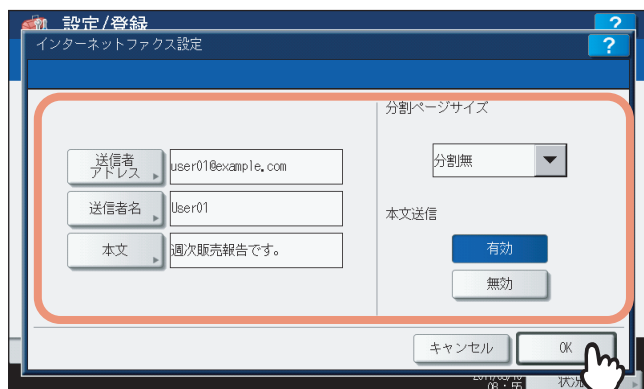 設定/登録
?
インターネットファクス設定
?
分割ページサイズ
送信者
アドレス
user01@example.com
分割無
送信者名
User01
本文送信
本文
週次販売報告です。
有効
無効
キャンセル
OK
08:55
状況